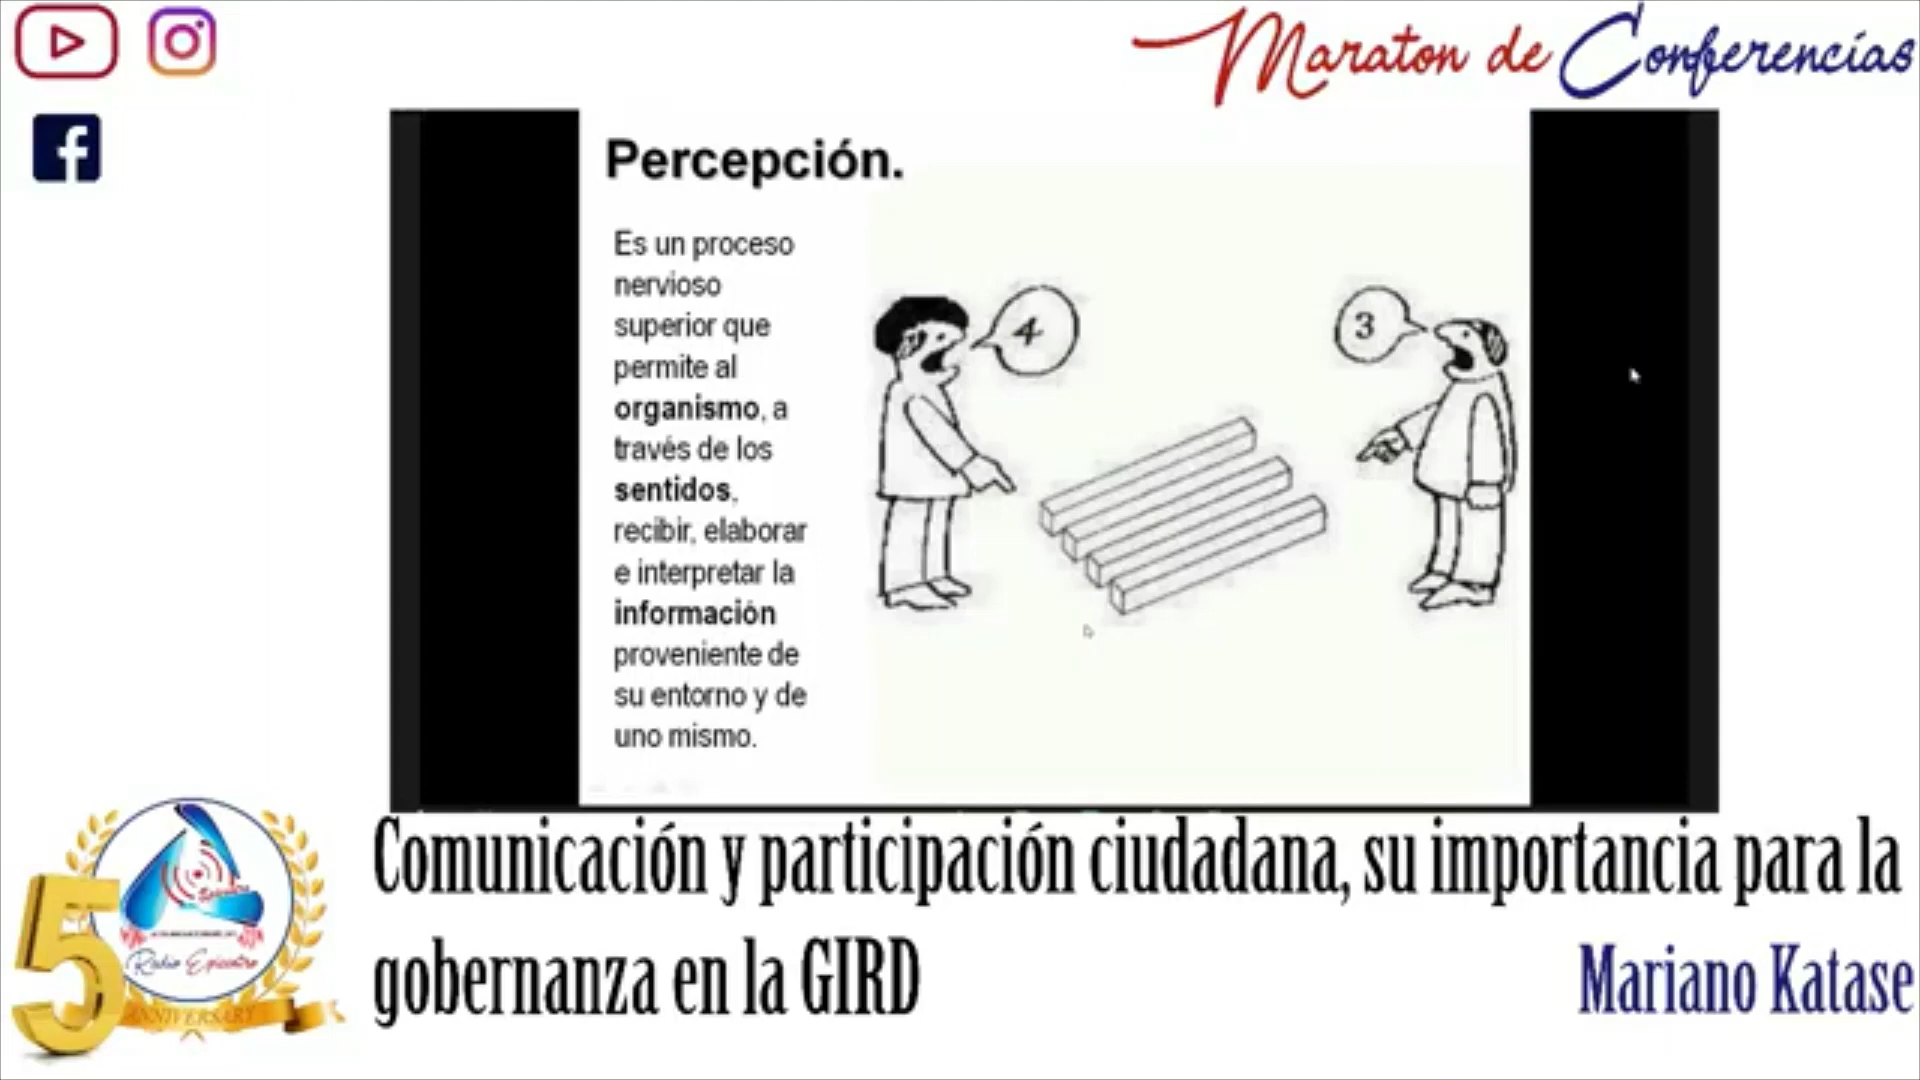 Maraton de Conferencias
Percepción.
Es un proceso
nervioso
superior que
permite al
organismo, a
través de los
sentidos,
recibir, elaborar
e interpretar la
información
proveniente de
su entorno y de
uno mismo.
4
3
Comunicación y participación ciudadana, su importancia para la
gobernanza en la GIRD
Mariano Katase
5
Radio Epicentro
ANNIVERSARY